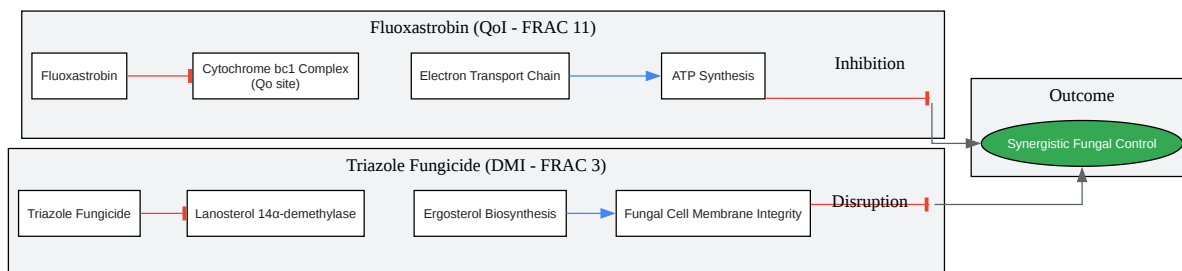 Fluoxastrobin (QoI - FRAC 11)
Fluoxastrobin
Cytochrome bc1 Complex
(Qo site)
Electron Transport Chain
ATP Synthesis
Inhibition
Outcome
Synergistic Fungal Control
Triazole Fungicide (DMI - FRAC 3)
Triazole Fungicide
Lanosterol 14α-demethylase
Ergosterol Biosynthesis
Fungal Cell Membrane Integrity
Disruption